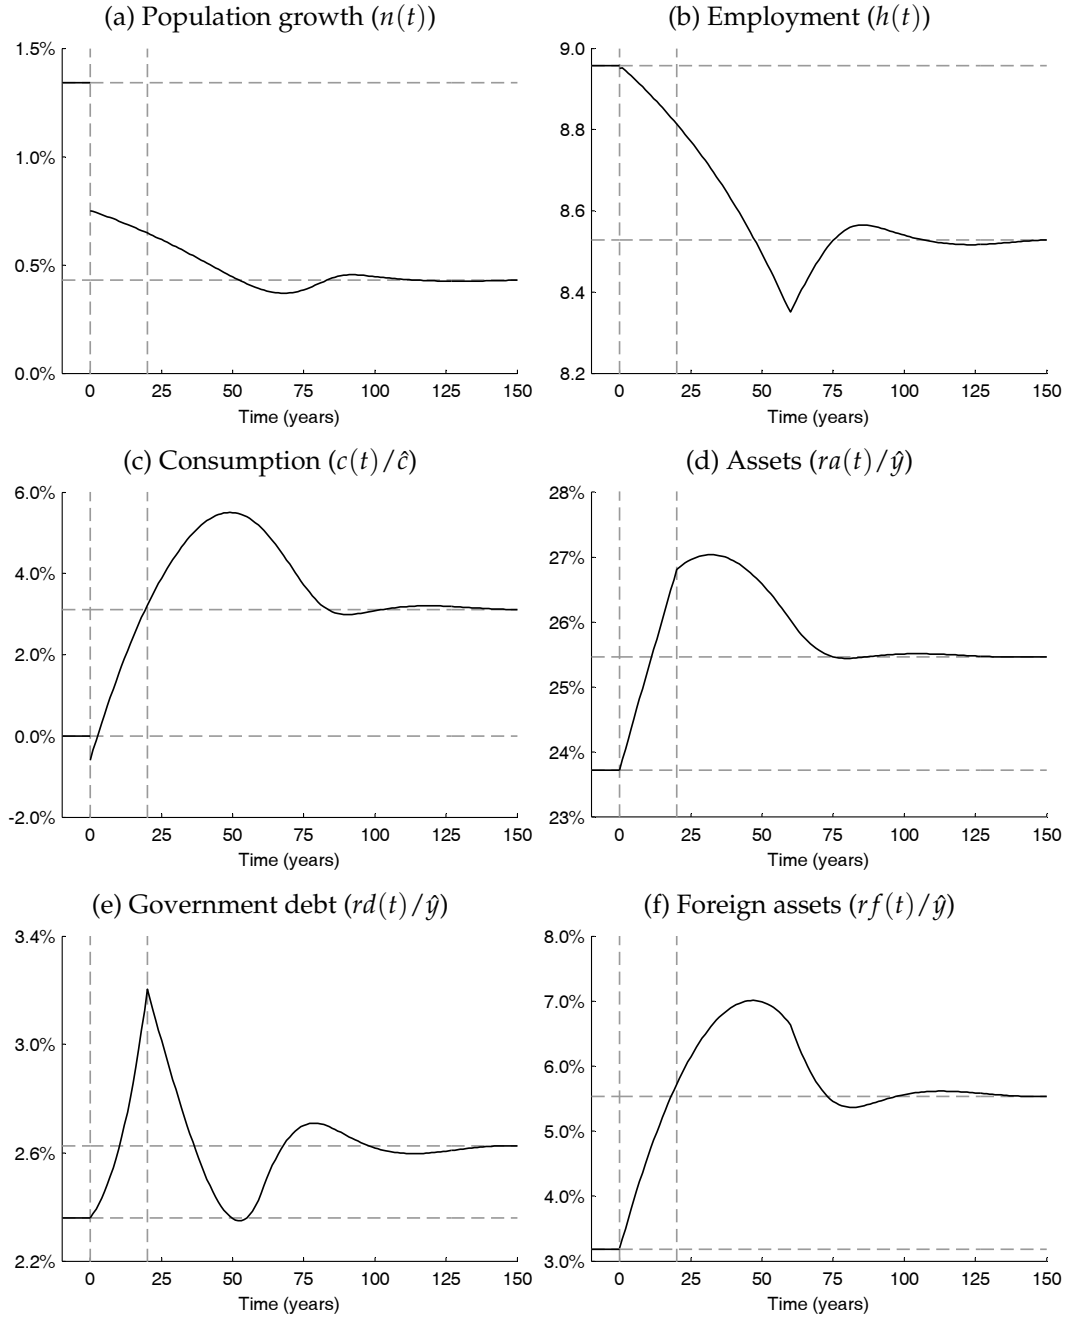 (a) Population growth (n(t))
1.5%
1.0%
0.5%
0.0%
0 25 50 75 100 125 150
Time (years)
(b) Employment (h(t))
9.0
8.8
8.6
8.4
8.2
0 25 50 75 100 125 150
Time (years)
(c) Consumption (c(t)/ĉ)
6.0%
4.0%
2.0%
0.0%
-2.0%
0 25 50 75 100 125 150
Time (years)
(d) Assets (ra(t)/ŷ)
28%
27%
26%
25%
24%
23%
0 25 50 75 100 125 150
Time (years)
(e) Government debt (rd(t)/ŷ)
3.4%
3.0%
2.6%
2.2%
0 25 50 75 100 125 150
Time (years)
(f) Foreign assets (rf(t)/ŷ)
8.0%
7.0%
6.0%
5.0%
4.0%
3.0%
0 25 50 75 100 125 150
Time (years)